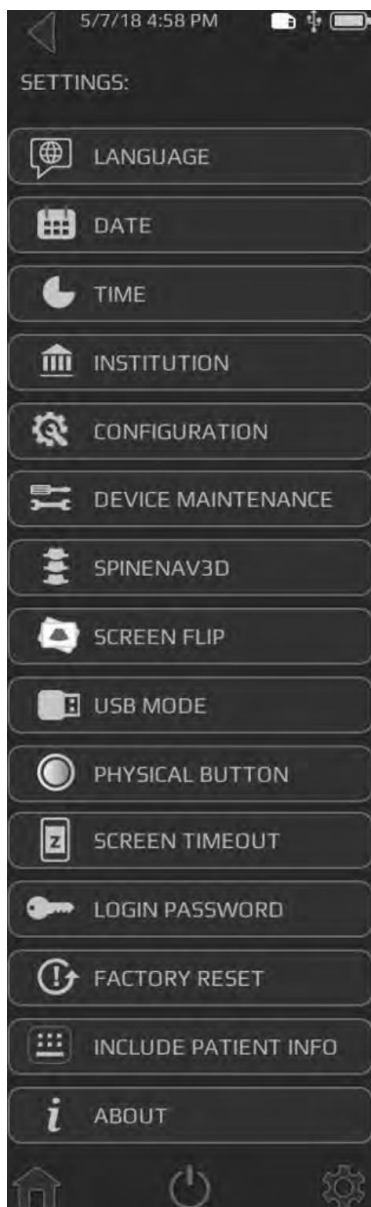 5/7/18 4:58 PM
SETTINGS:
LANGUAGE
DATE
TIME
INSTITUTION
CONFIGURATION
DEVICE MAINTENANCE
SPINENAV3D
SCREEN FLIP
USB MODE
PHYSICAL BUTTON
Z
SCREEN TIMEOUT
LOGIN PASSWORD
FACTORY RESET
INCLUDE PATIENT INFO
i ABOUT